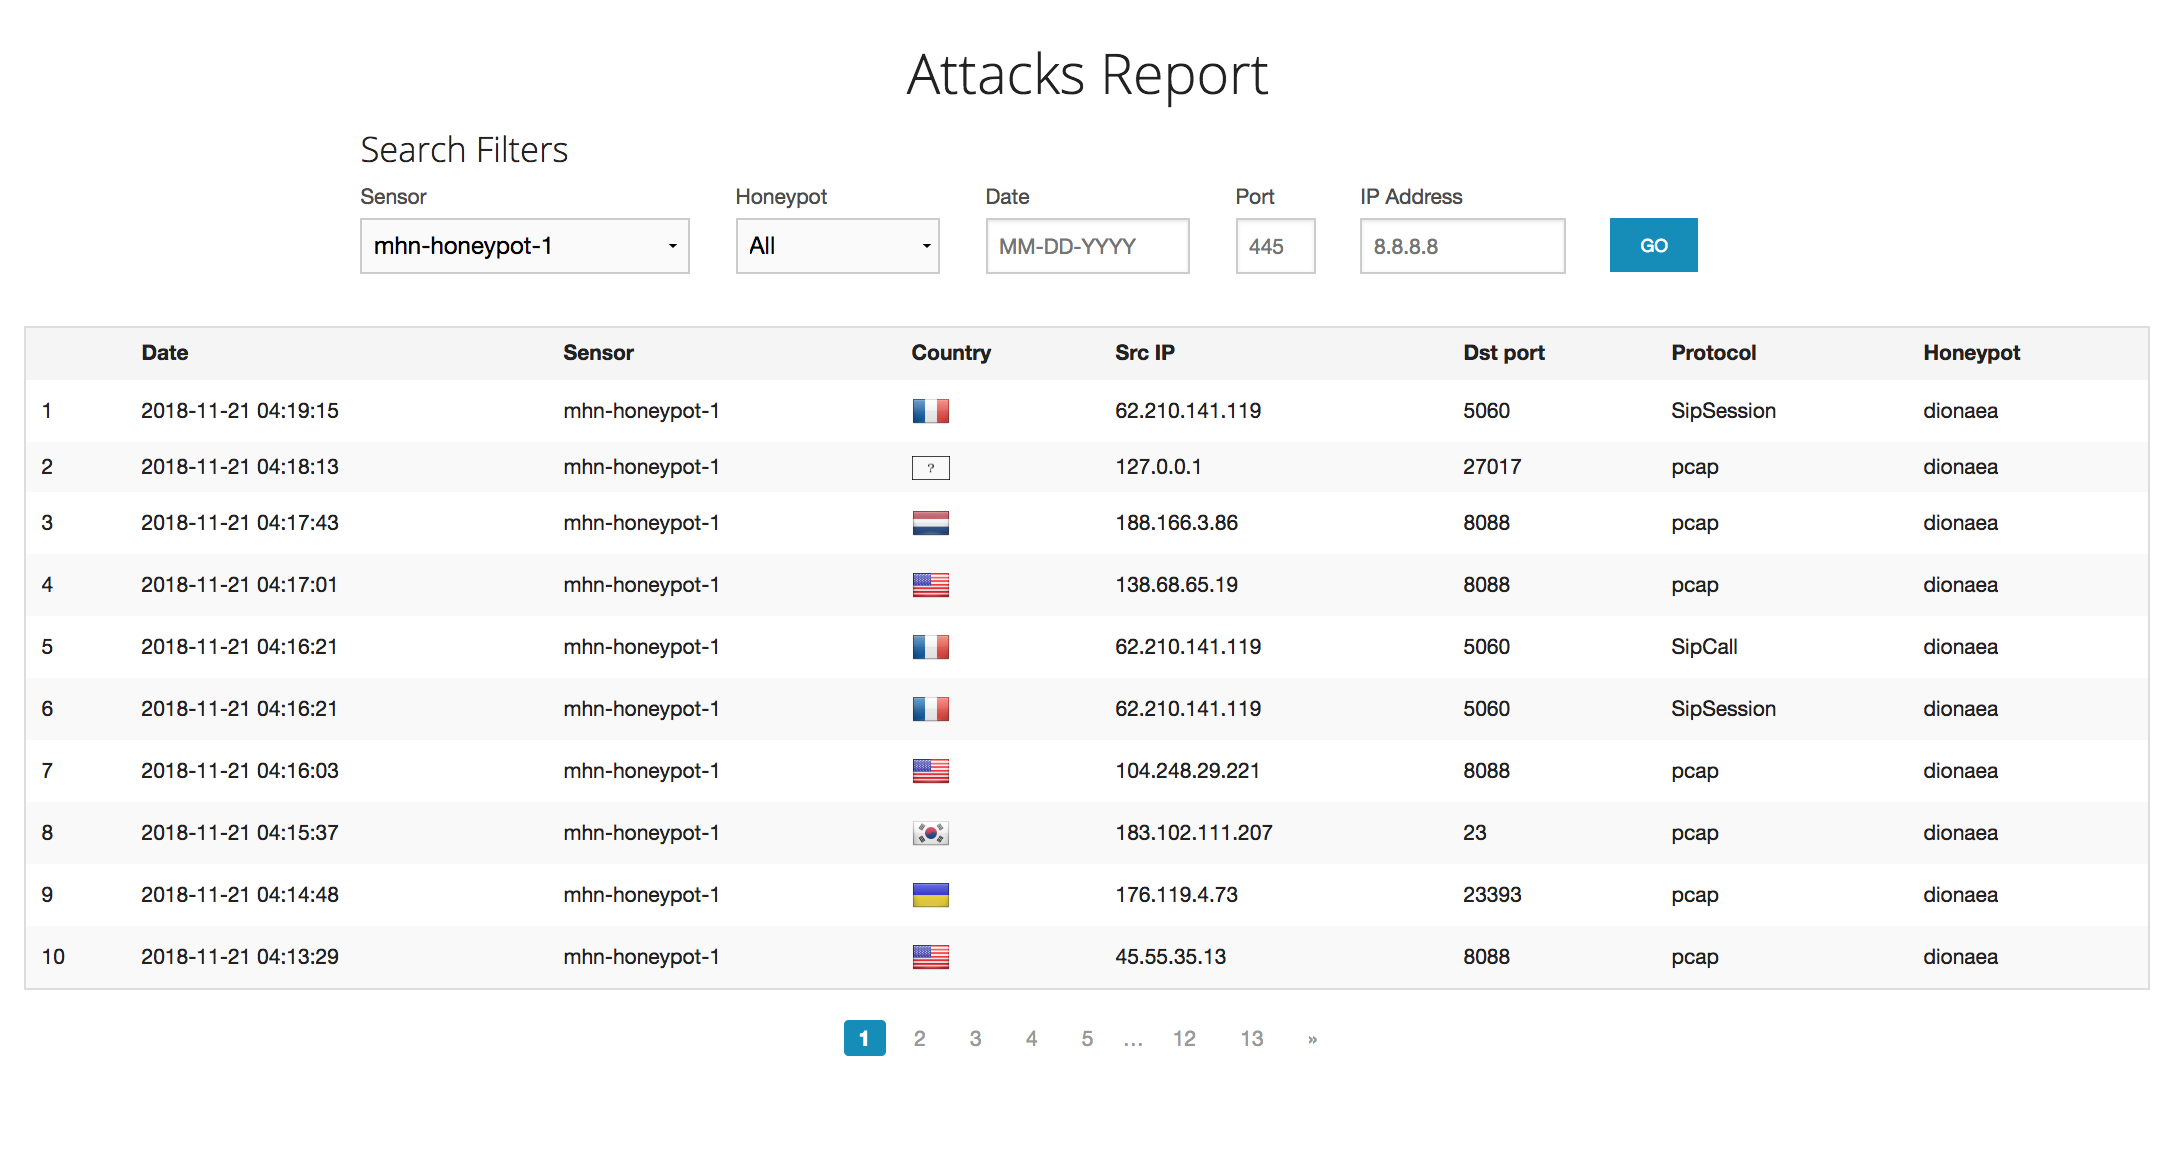 Attacks Report
Search Filters
Sensor Honeypot Date Port IP Address
mhn-honeypot-1 All MM-DD-YYYY 445 8.8.8.8 GO
Date Sensor Country Src IP Dst port Protocol Honeypot
1 2018-11-21 04:19:15 mhn-honeypot-1 62.210.141.119 5060 SipSession dionaea
2 2018-11-21 04:18:13 mhn-honeypot-1 ? 127.0.0.1 27017 pcap dionaea
3 2018-11-21 04:17:43 mhn-honeypot-1 188.166.3.86 8088 pcap dionaea
4 2018-11-21 04:17:01 mhn-honeypot-1 138.68.65.19 8088 pcap dionaea
5 2018-11-21 04:16:21 mhn-honeypot-1 62.210.141.119 5060 SipCall dionaea
6 2018-11-21 04:16:21 mhn-honeypot-1 62.210.141.119 5060 SipSession dionaea
7 2018-11-21 04:16:03 mhn-honeypot-1 104.248.29.221 8088 pcap dionaea
8 2018-11-21 04:15:37 mhn-honeypot-1 183.102.111.207 23 pcap dionaea
9 2018-11-21 04:14:48 mhn-honeypot-1 176.119.4.73 23393 pcap dionaea
10 2018-11-21 04:13:29 mhn-honeypot-1 45.55.35.13 8088 pcap dionaea
1 2 3 4 5 ... 12 13 »